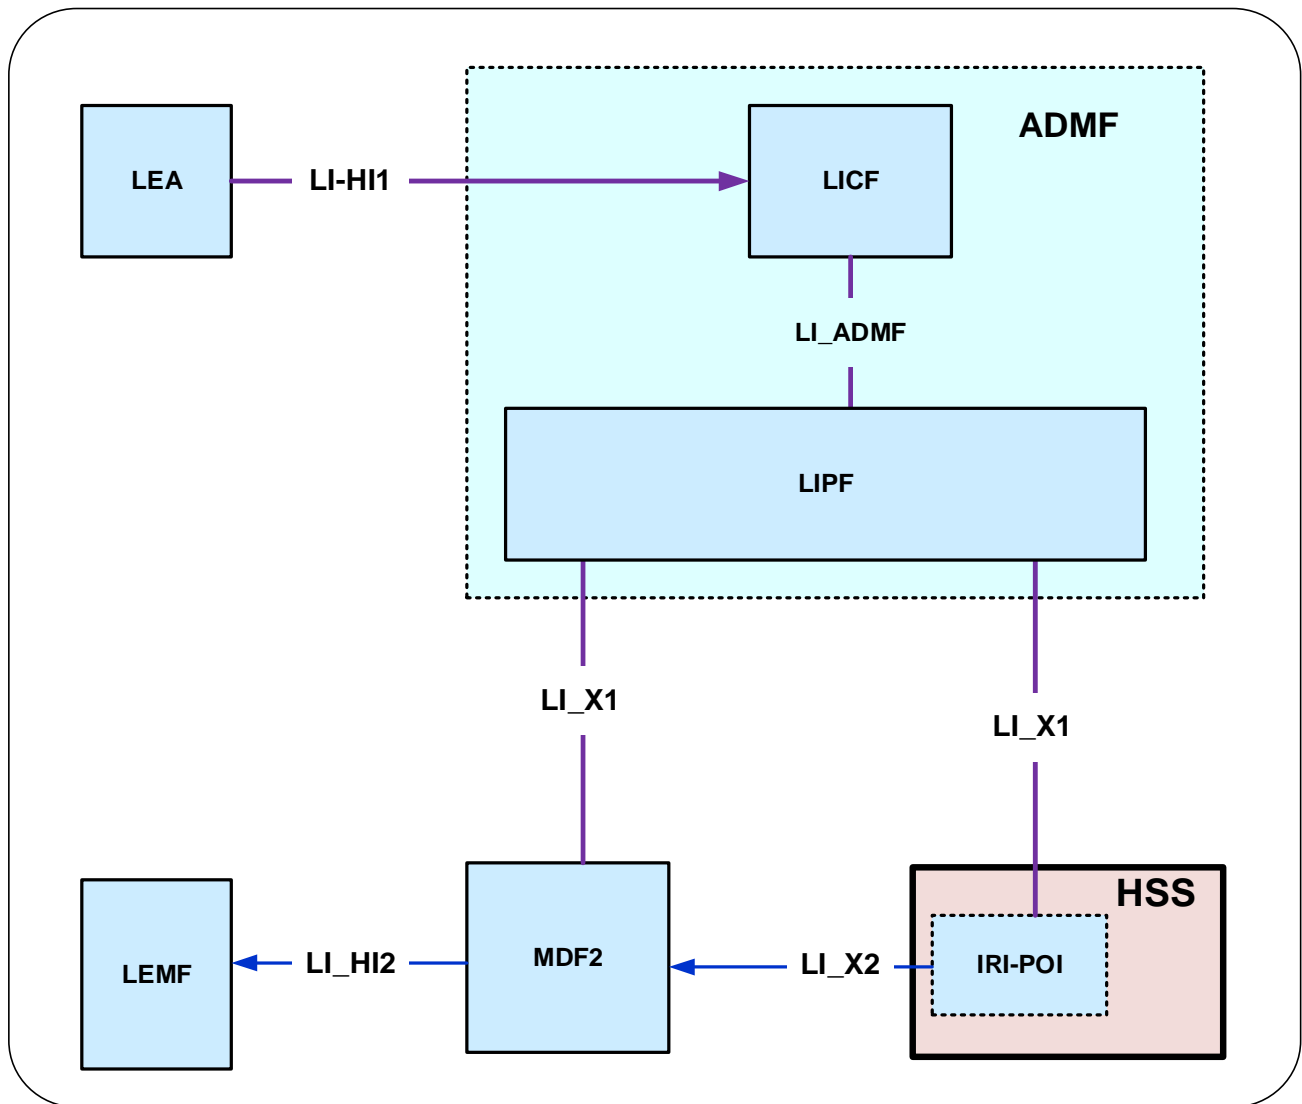 ADMF
LEA
LI-HI1
LICF
LI_ADMF
LIPF
LI_X1
LI_X1
HSS
LEMF
LI_HI2
MDF2
LI_X2
IRI-POI